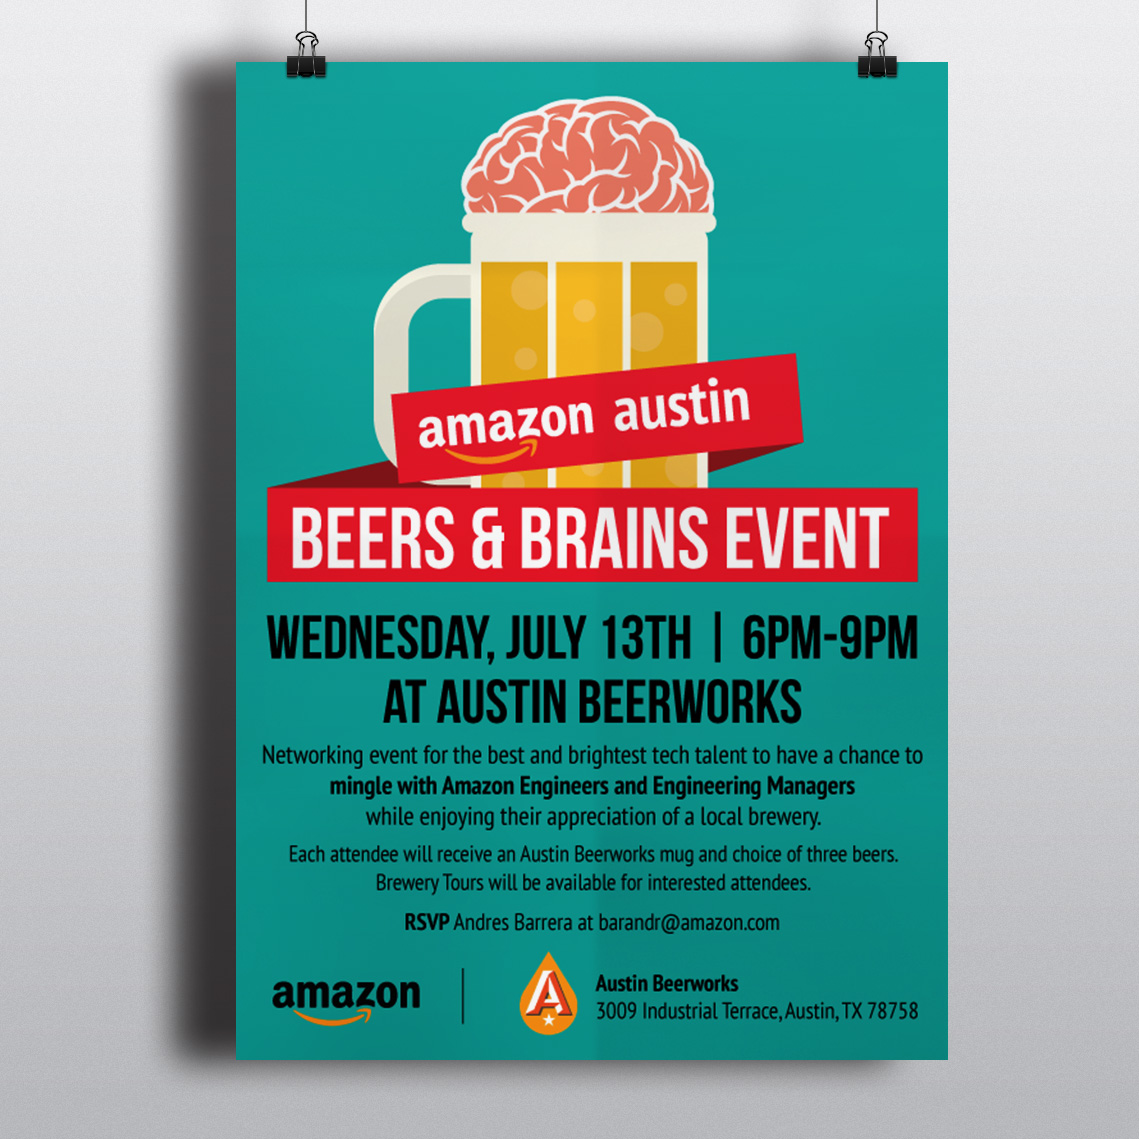 amazon austin
BEERS & BRAINS EVENT
WEDNESDAY, JULY 13TH | 6PM-9PM
AT AUSTIN BEERWORKS
Networking event for the best and brightest tech talent to have a chance to
mingle with Amazon Engineers and Engineering Managers
while enjoying their appreciation of a local brewery.
Each attendee will receive an Austin Beerworks mug and choice of three beers.
Brewery Tours will be available for interested attendees.
RSVP Andres Barrera at barandr@amazon.com
amazon
A
Austin Beerworks
3009 Industrial Terrace, Austin, TX 78758